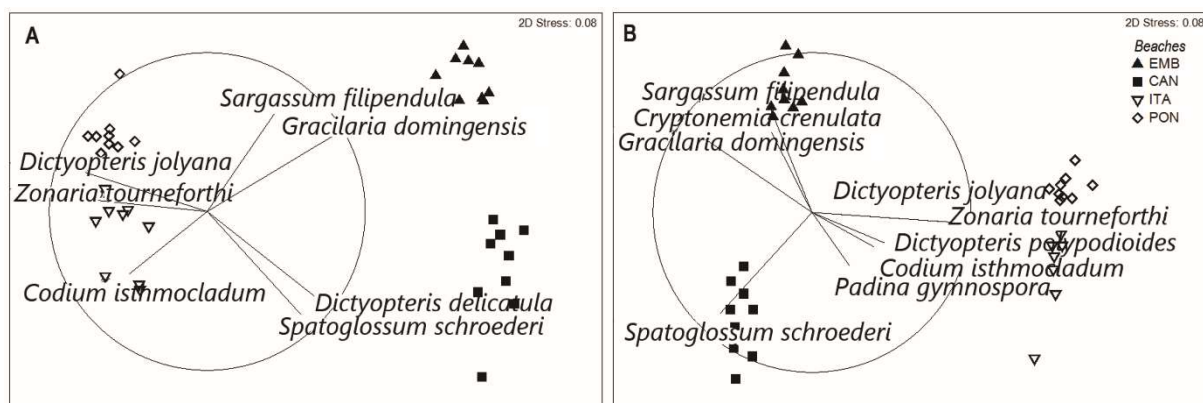 A
2D Stress: 0.08
Sargassum filipendula
Gracilaria domingensis
Dictyopteris jolyana
Zonaria tourneforthi
Codium isthmocladum
Dictyopteris delicatula
Spatoglossum schroederi
B
2D Stress: 0.08
Beaches
EMB
CAN
ITA
PON
Sargassum filipendula
Cryptonemia crenulata
Gracilaria domingensis
Dictyopteris jolyana
Zonaria tourneforthi
Dictyopteris polypodioides
Codium isthmocladum
Padina gymnospora
Spatoglossum schroederi